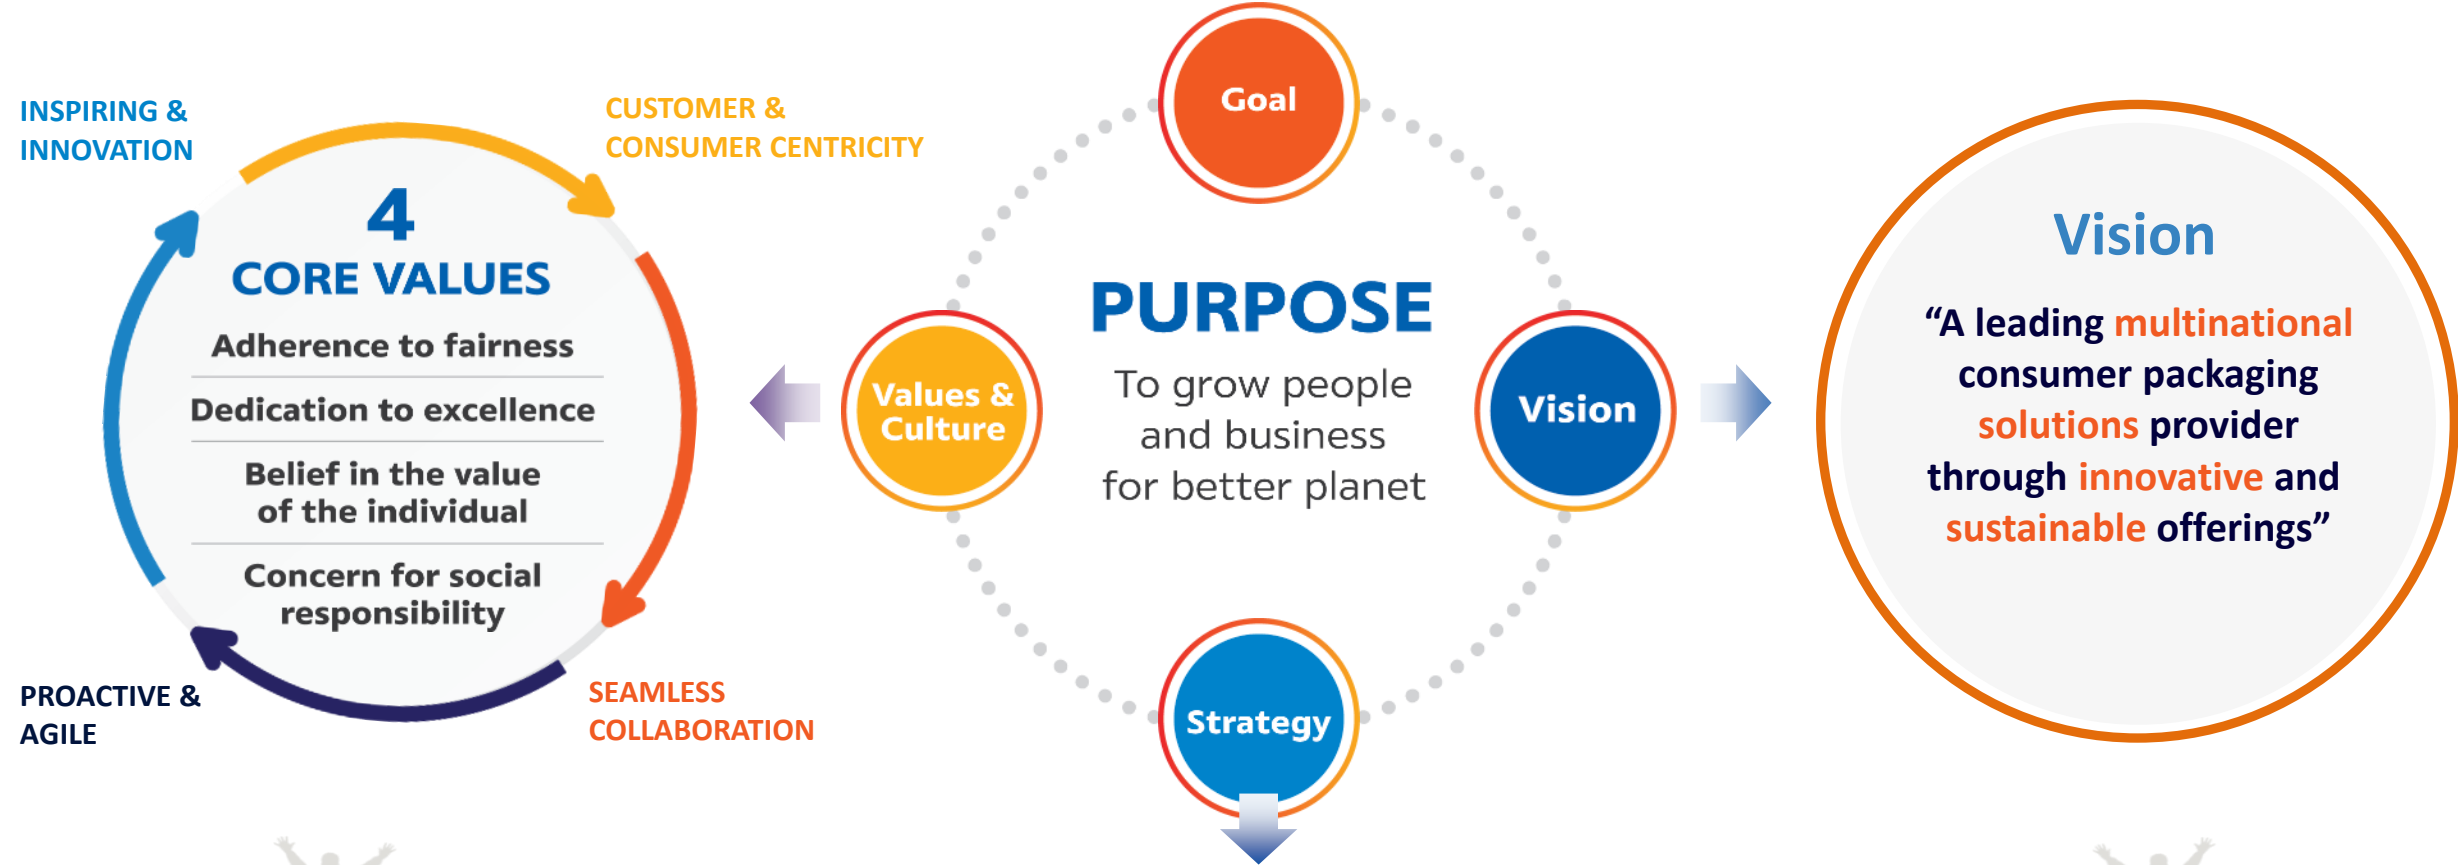 INSPIRING &
INNOVATION
CUSTOMER &
CONSUMER CENTRICITY
4
CORE VALUES
Adherence to fairness
Dedication to excellence
Belief in the value
of the individual
Concern for social
responsibility
PROACTIVE &
AGILE
SEAMLESS
COLLABORATION
Goal
PURPOSE
To grow people
and business
for better planet
Values &
Culture
Vision
Strategy
Vision
“A leading multinational
consumer packaging
solutions provider
through innovative and
sustainable offerings”